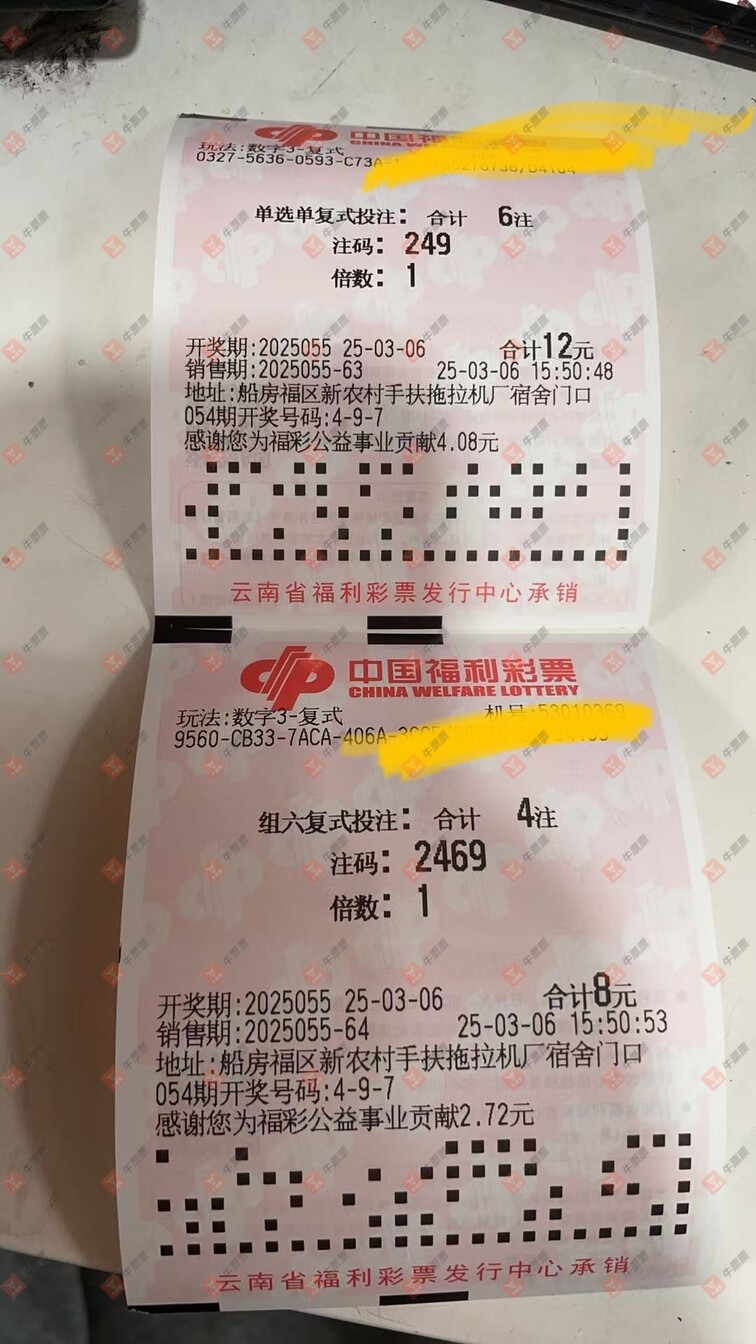 中国福利彩票
CHINA WE
玩法:数字3-复式
0327-5636-0593-C73A-
单选单复式投注: 合计 6注
注码: 249
倍数: 1
开奖期:2025055 25-03-06 合计12元
销售期:2025055-63 25-03-06 15:50:48
地址:船房福区新农村手扶拖拉机厂宿舍门口
054期开奖号码:4-9-7
感谢您为福彩公益事业贡献4.08元
云南省福利彩票发行中心承销
中国福利彩票
CHINA WELFARE LOTTERY
玩法:数字3-复式 机号:53010369
9560-CB33-7ACA-406A-
组六复式投注: 合计 4注
注码: 2469
倍数: 1
开奖期:2025055 25-03-06 合计8元
销售期:2025055-64 25-03-06 15:50:53
地址:船房福区新农村手扶拖拉机厂宿舍门口
054期开奖号码:4-9-7
感谢您为福彩公益事业贡献2.72元
云南省福利彩票发行中心承销
牛票票